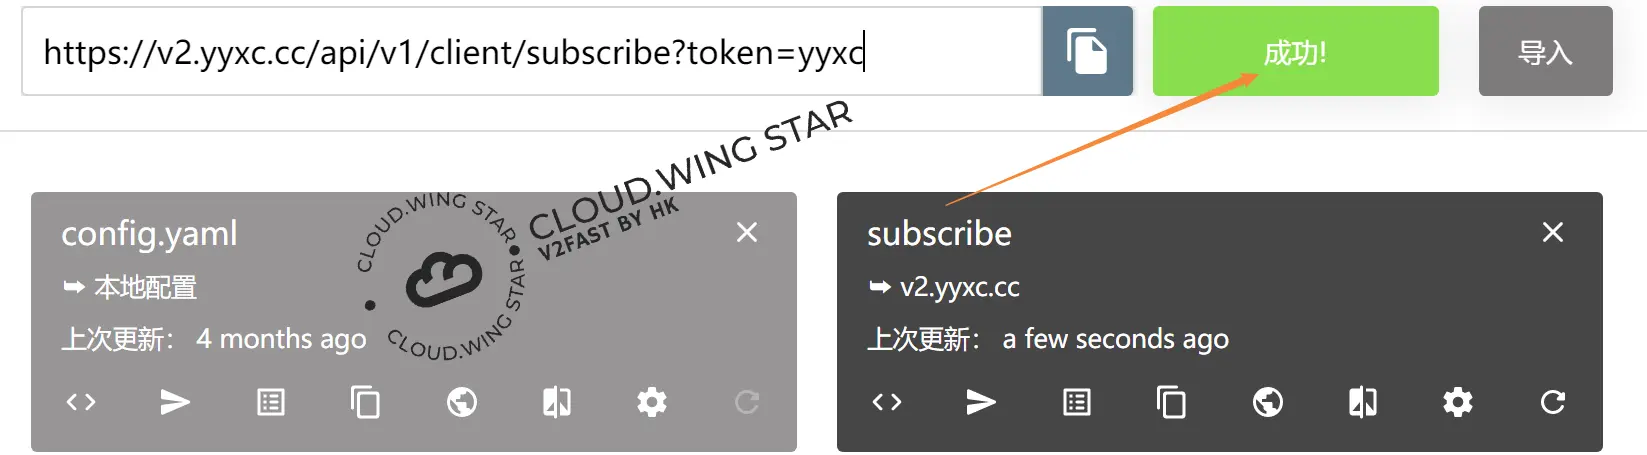 https://v2.yyxc.cc/api/v1/client/subscribe?token=yyxc
成功!
导入
CLOUD.WING STAR
V2FAST BY HK
CLOUD.WING STAR
CLOUD.WING STAR
config.yaml
本地配置
上次更新： 4 months ago
subscribe
v2.yyxc.cc
上次更新： a few seconds ago